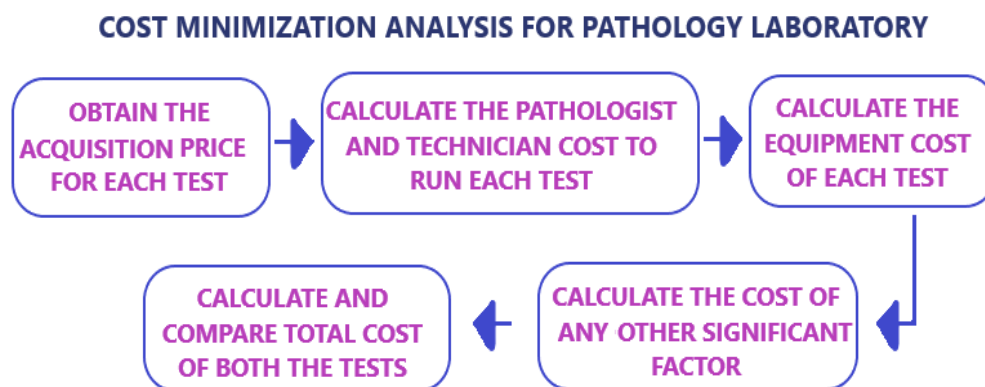 COST MINIMIZATION ANALYSIS FOR PATHOLOGY LABORATORY
OBTAIN THE
ACQUISITION PRICE
FOR EACH TEST
CALCULATE THE PATHOLOGIST
AND TECHNICIAN COST TO
RUN EACH TEST
CALCULATE THE
EQUIPMENT COST
OF EACH TEST
CALCULATE THE COST OF
ANY OTHER SIGNIFICANT
FACTOR
CALCULATE AND
COMPARE TOTAL COST
OF BOTH THE TESTS